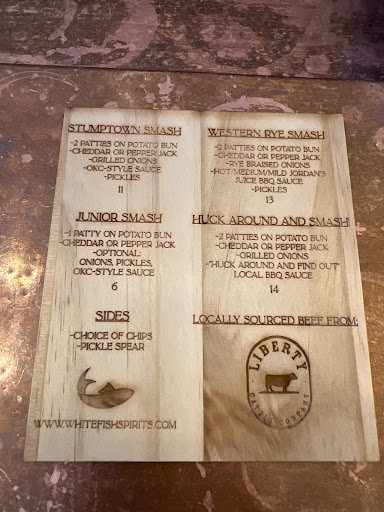 STUMPTOWN SMASH
-2 PATTIES ON POTATO BUN
-CHEDDAR OR PEPPER JACK
-GRILLED ONIONS
-OKC-STYLE SAUCE
-PICKLES
11
JUNIOR SMASH
-1 PATTY ON POTATO BUN
-CHEDDAR OR PEPPER JACK
-OPTIONAL:
ONIONS, PICKLES,
OKC-STYLE SAUCE
6
SIDES
-CHOICE OF CHIPS
-PICKLE SPEAR
WWW.WHITEFISHSPIRITS.COM
WESTERN RYE SMASH
-2 PATTIES ON POTATO BUN
-CHEDDAR OR PEPPER JACK
-RYE BRAISED ONIONS
-HOT/MEDIUM/MILD JORDAN'S
JUICE BBQ SAUCE
-PICKLES
13
HUCK AROUND AND SMASH
-2 PATTIES ON POTATO BUN
-CHEDDAR OR PEPPER JACK
-GRILLED ONIONS
-"HUCK AROUND AND FIND OUT"
LOCAL BBQ SAUCE
14
LOCALLY SOURCED BEEF FROM:
LIBERTY
CATTLE COMPANY